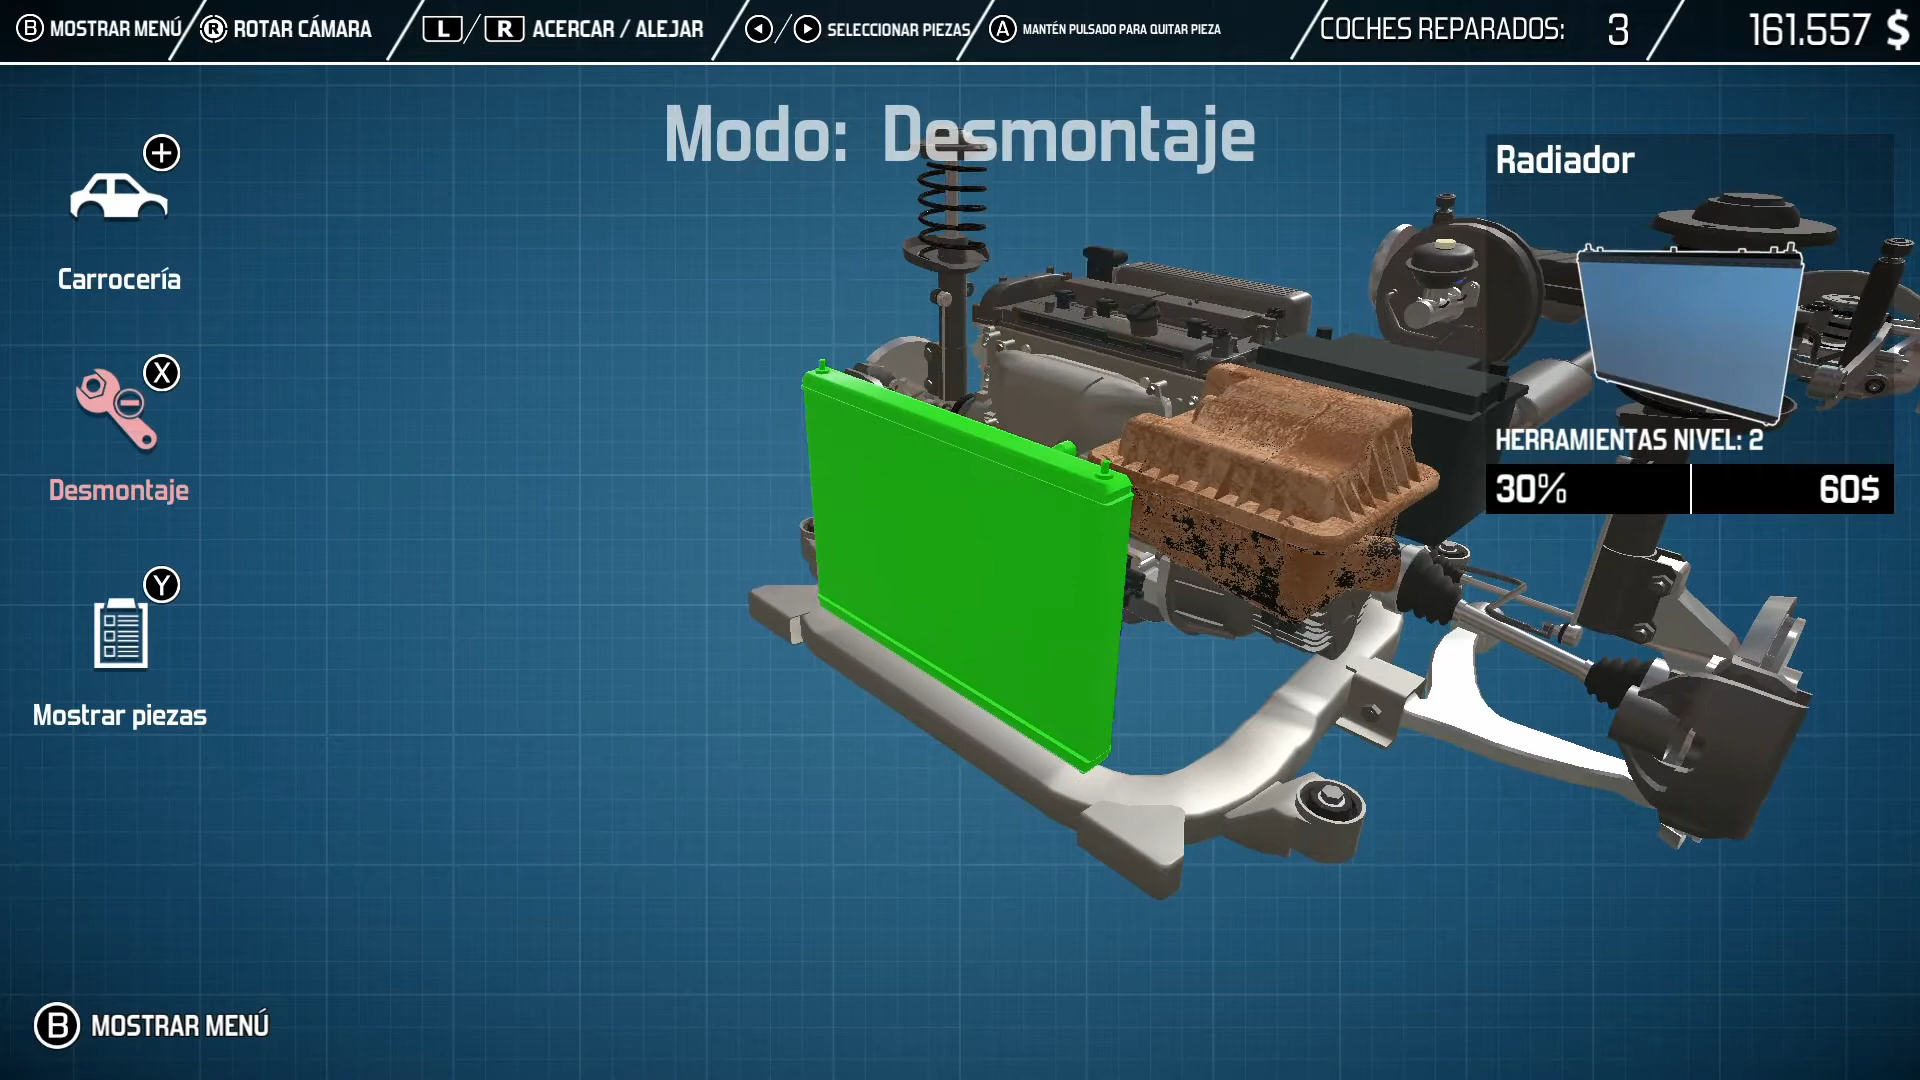 B MOSTRAR MENÚ
R ROTAR CÁMARA
L / R ACERCAR / ALEJAR
/ SELECCIONAR PIEZAS
A MANTÉN PULSADO PARA QUITAR PIEZA
COCHES REPARADOS: 3
161.557 $
Modo: Desmontaje
Carrocería
X
Desmontaje
Y
Mostrar piezas
Radiador
HERRAMIENTAS NIVEL: 2
30% 60$
B MOSTRAR MENÚ